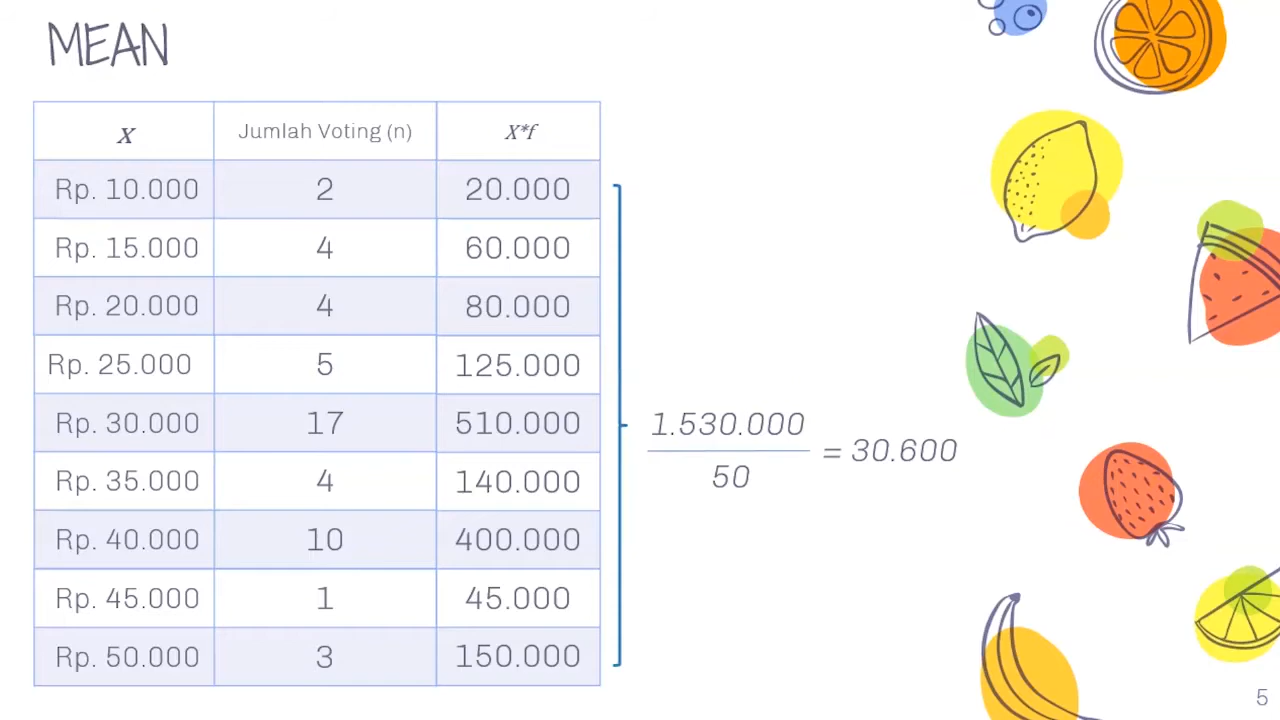 MEAN
X Jumlah Voting (n) X*f
Rp. 10.000 2 20.000
Rp. 15.000 4 60.000
Rp. 20.000 4 80.000
Rp. 25.000 5 125.000
Rp. 30.000 17 510.000
Rp. 35.000 4 140.000
Rp. 40.000 10 400.000
Rp. 45.000 1 45.000
Rp. 50.000 3 150.000
1.530.000
50
= 30.600
5